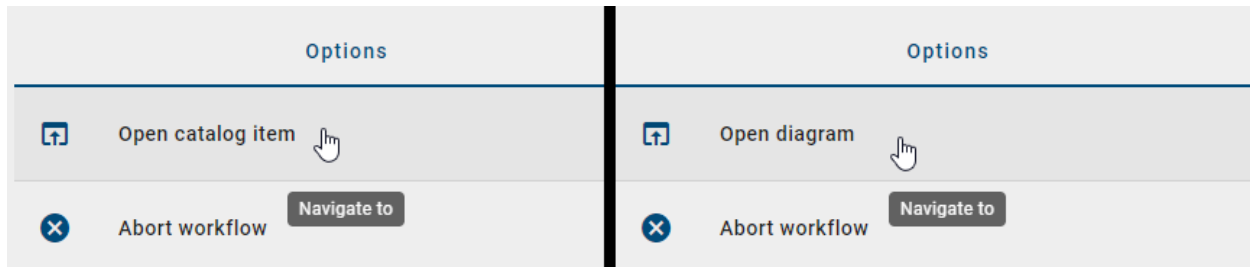 Options
Open catalog item
Navigate to
Abort workflow
Options
Open diagram
Navigate to
Abort workflow